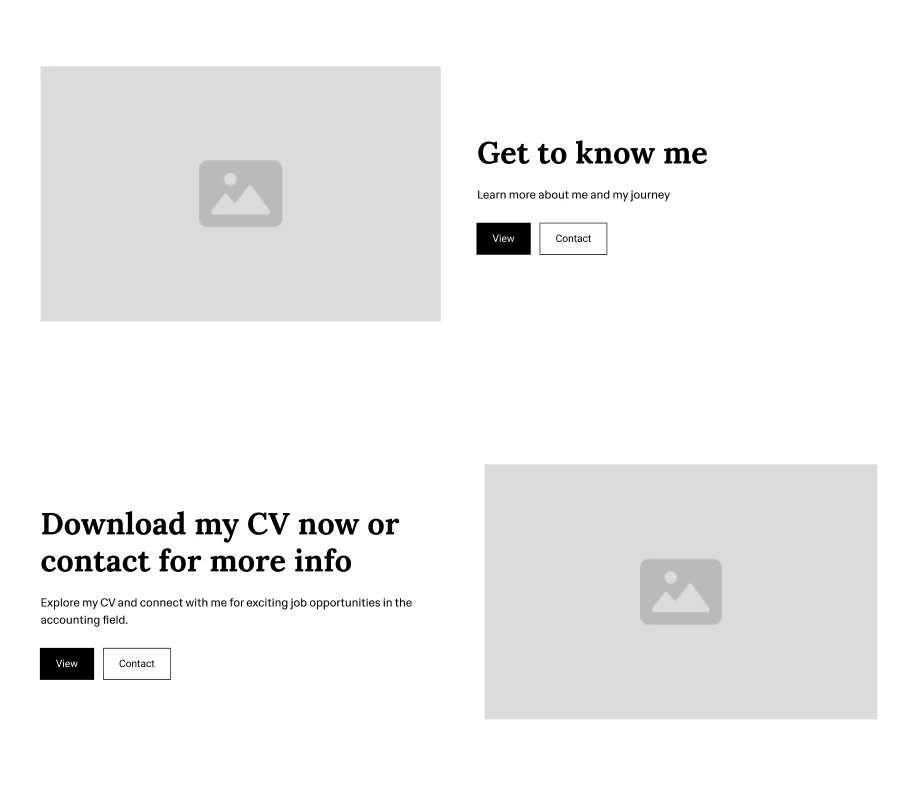 Get to know me
Learn more about me and my journey
View
Contact
Download my CV now or
contact for more info
Explore my CV and connect with me for exciting job opportunities in the
accounting field.
View
Contact